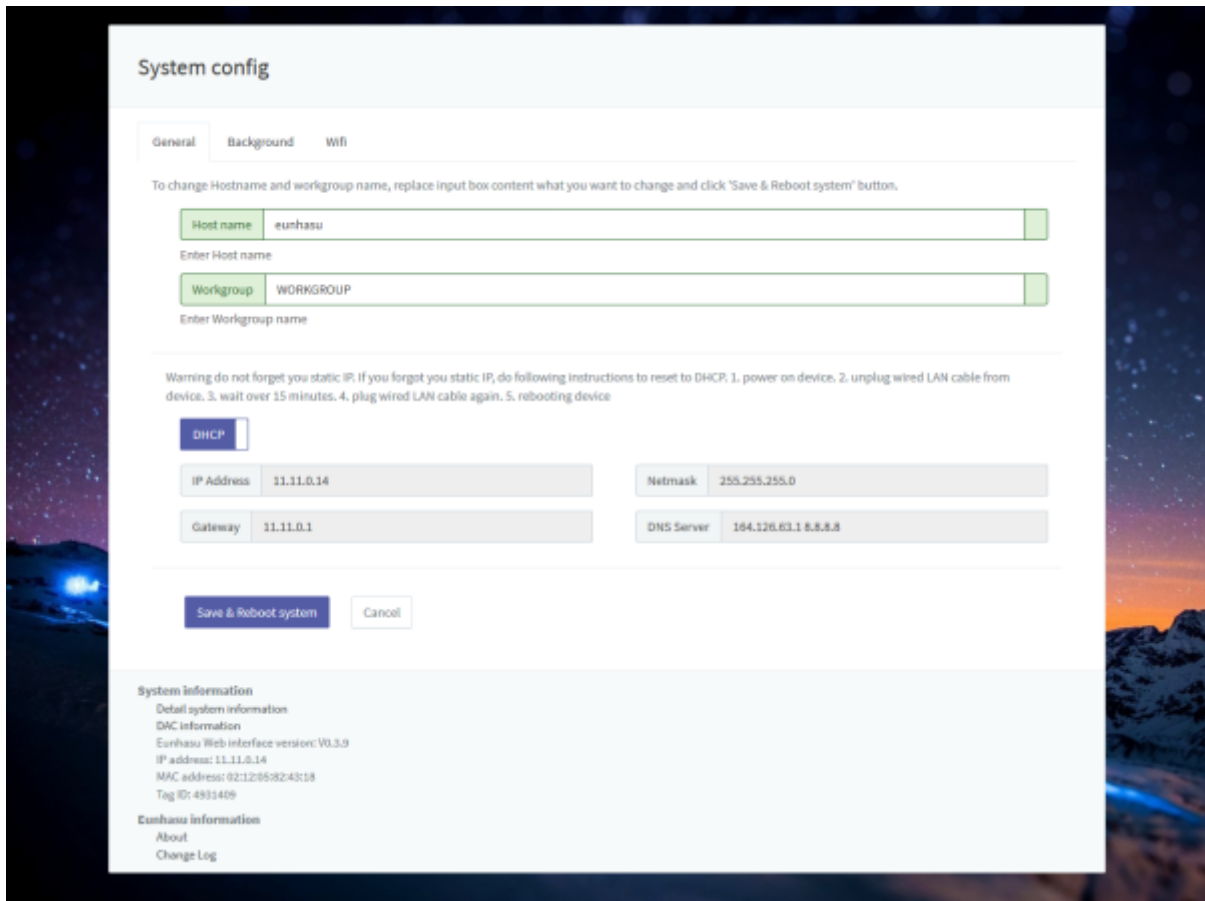 System config
General Background Wifi
To change Hostname and workgroup name, replace input box content what you want to change and click 'Save & Reboot system' button.
Host name eunhasu
Enter Host name
Workgroup WORKGROUP
Enter Workgroup name
Warning do not forget you static IP. If you forgot you static IP, do following instructions to reset to DHCP. 1. power on device. 2. unplug wired LAN cable from
device. 3. wait over 15 minutes. 4. plug wired LAN cable again. 5. rebooting device
DHCP
IP Address 11.11.0.14 Netmask 255.255.255.0
Gateway 11.11.0.1 DNS Server 164.126.63.1 8.8.8.8
Save & Reboot system Cancel
System information
Detail system information
DAC information
Eunhasu Web interface version: V0.3.9
IP address: 11.11.0.14
MAC address: 02:12:05:82:43:18
Tag ID: 4931409
Eunhasu information
About
Change Log